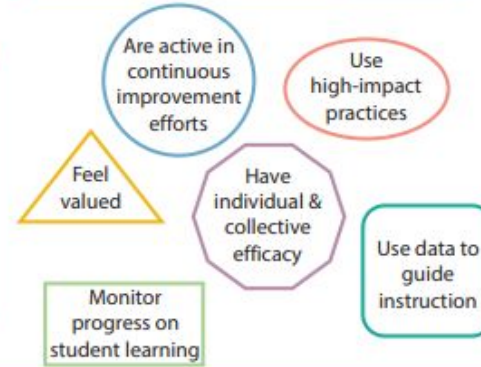 Are active in
continuous
improvement
efforts
Use
high-impact
practices
Feel
valued
Have
individual &
collective
efficacy
Use data to
guide
instruction
Monitor
progress on
student learning